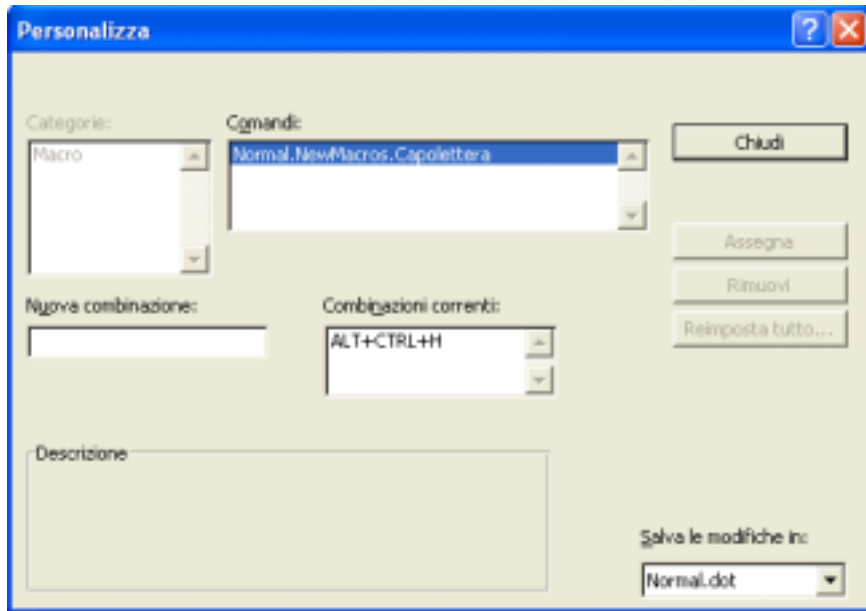 Personalizza
Categorie:
Comandi:
Macro
Normal.NewMacros.Capolettera
Chiudi
Assegna
Rimuovi
Reimposta tutto...
Nuova combinazione:
Combinazioni correnti:
ALT+CTRL+H
Descrizione
Salva le modifiche in:
Normal.dot